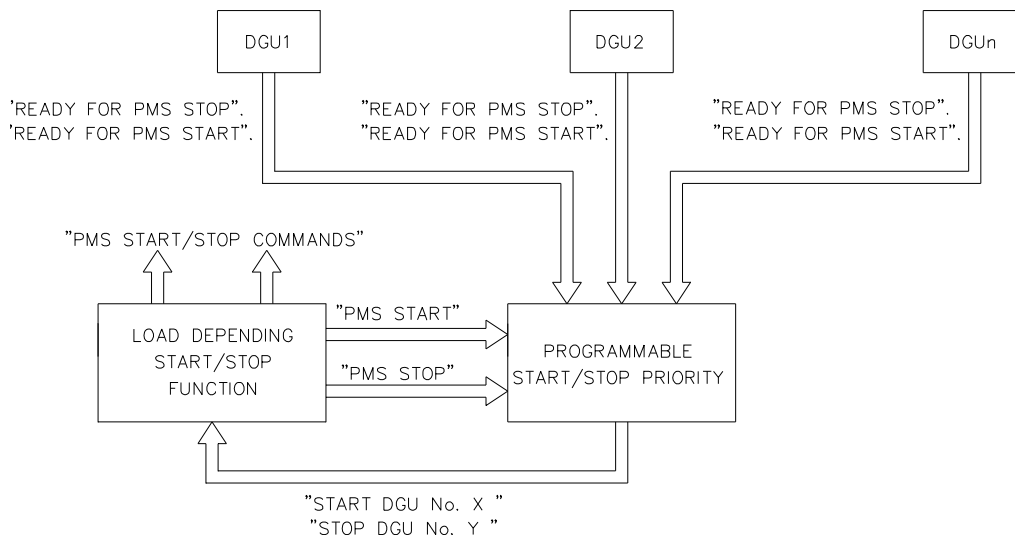 DGU1
DGU2
DGUn
'READY FOR PMS STOP".
'READY FOR PMS START".
"READY FOR PMS STOP".
"READY FOR PMS START".
"READY FOR PMS STOP".
"READY FOR PMS START".
"PMS START/STOP COMMANDS"
LOAD DEPENDING
START/STOP
FUNCTION
"PMS START"
"PMS STOP"
PROGRAMMABLE
START/STOP PRIORITY
"START DGU No. X "
"STOP DGU No. Y "